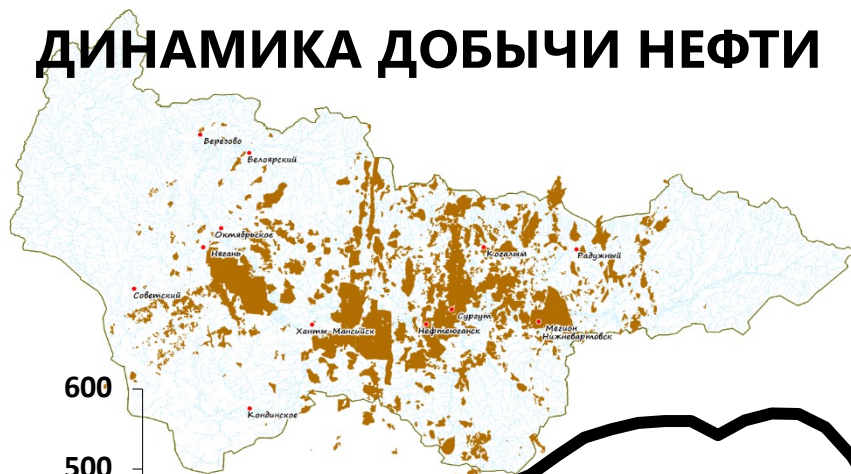 ДИНАМИКА ДОБЫЧИ НЕФТИ
Берёзово
Белоярский
Октябрьское
Нягань
Когалым
Радужный
Советский
Сургут
Ханты-Мансийск
Нефтеюганск
Мегион
Нижневартовск
600
Кондинское
500